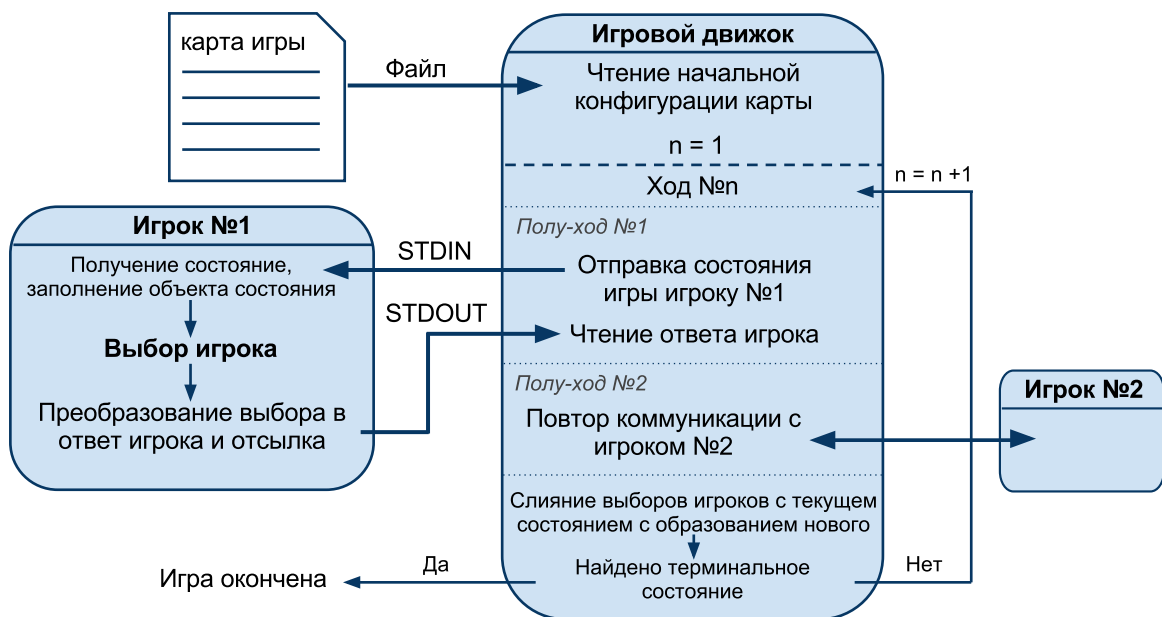 карта игры
Файл
Игровой движок
Чтение начальной
конфигурации карты
n = 1
Ход №n
n = n +1
Игрок №1
Получение состояние,
заполнение объекта состояния
Выбор игрока
Преобразование выбора в
ответ игрока и отсылка
STDIN
STDOUT
Полу-ход №1
Отправка состояния
игры игроку №1
Чтение ответа игрока
Полу-ход №2
Повтор коммуникации с
игроком №2
Игрок №2
Слияние выборов игроков с текущем
состоянием с образованием нового
Найдено терминальное
состояние
Да
Игра окончена
Нет